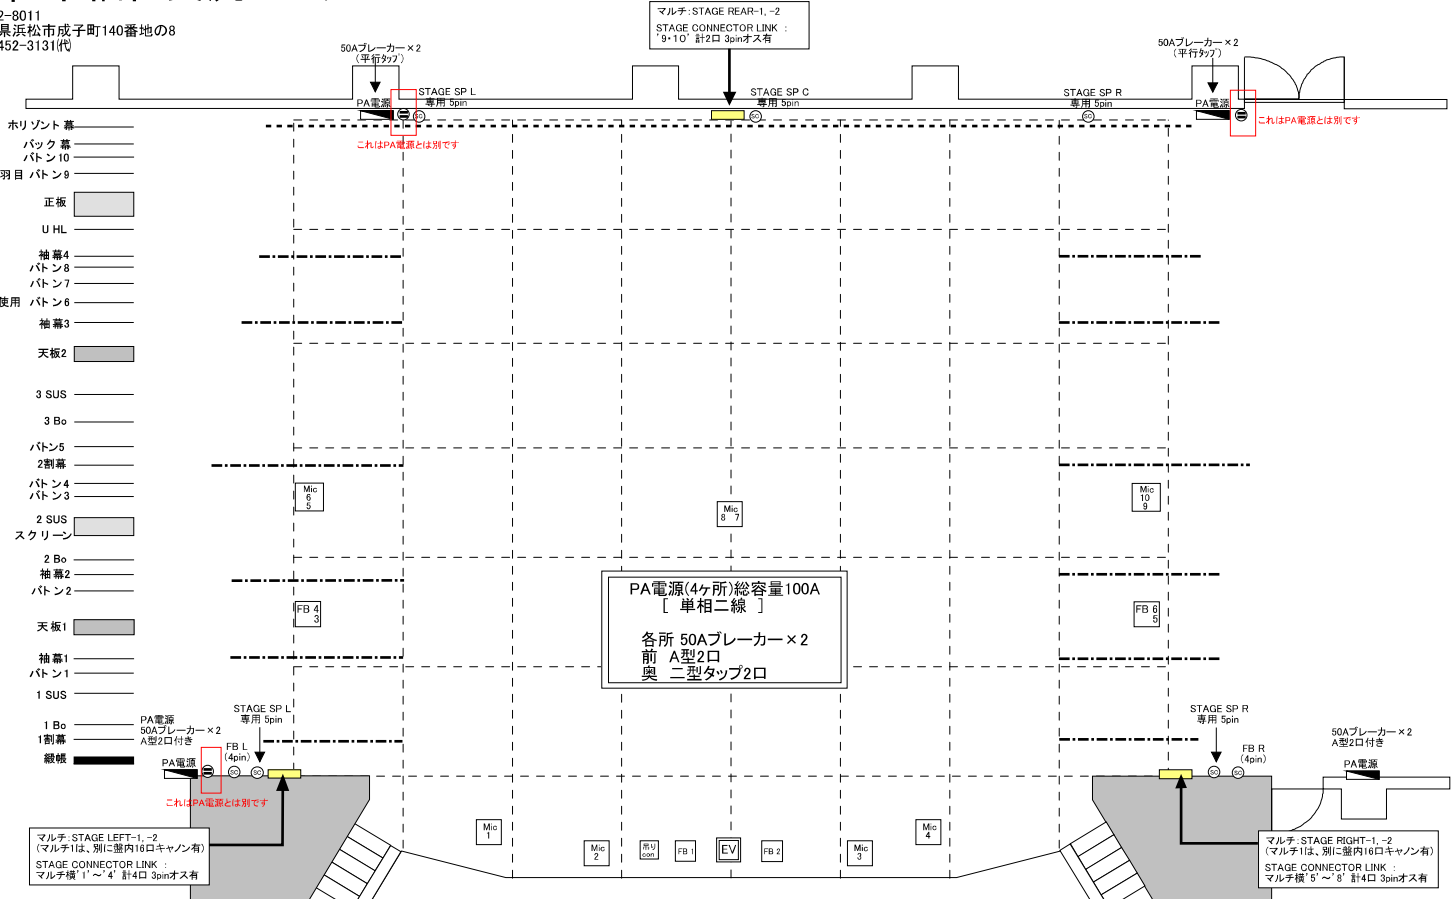 2-8011
県浜松市成子町140番地の8
452-3131㈹
マルチ:STAGE REAR-1, -2
STAGE CONNECTOR LINK :
'9・10' 計2口 3pinオス有
50Aブレーカー×2
(平行タップ)
PA電源
STAGE SP L
専用 5pin
SC
これはPA電源とは別です
STAGE SP C
専用 5pin
SC
STAGE SP R
専用 5pin
SC
50Aブレーカー×2
(平行タップ)
PA電源
これはPA電源とは別です
ホリゾント幕
バック幕
バトン10
羽目 バトン9
正板
U HL
袖幕4
バトン8
バトン7
使用 バトン6
袖幕3
天板2
3 SUS
3 Bo
バトン5
2割幕
バトン4
バトン3
2 SUS
スクリーン
2 Bo
袖幕2
バトン2
天板1
袖幕1
バトン1
1 SUS
1 Bo
1割幕
緞帳
Mic
6
5
Mic
8 7
Mic
10
9
FB 4
3
FB 6
5
PA電源(4ヶ所)総容量100A
[ 単相二線 ]
各所 50Aブレーカー×2
前 A型2口
奥 二型タップ2口
PA電源
50Aブレーカー×2
A型2口付き
PA電源
FB L
(4pin)
STAGE SP L
専用 5pin
SC
SC
これはPA電源とは別です
STAGE SP R
専用 5pin
FB R
(4pin)
SC
SC
50Aブレーカー×2
A型2口付き
PA電源
Mic
1
Mic
2
吊り
con
FB 1
EV
FB 2
Mic
3
Mic
4
マルチ:STAGE LEFT-1, -2
(マルチ1は、別に盤内16口キャノン有)
STAGE CONNECTOR LINK :
マルチ横'1'～'4' 計4口 3pinオス有
マルチ:STAGE RIGHT-1, -2
(マルチ1は、別に盤内16口キャノン有)
STAGE CONNECTOR LINK :
マルチ横'5'～'8' 計4口 3pinオス有